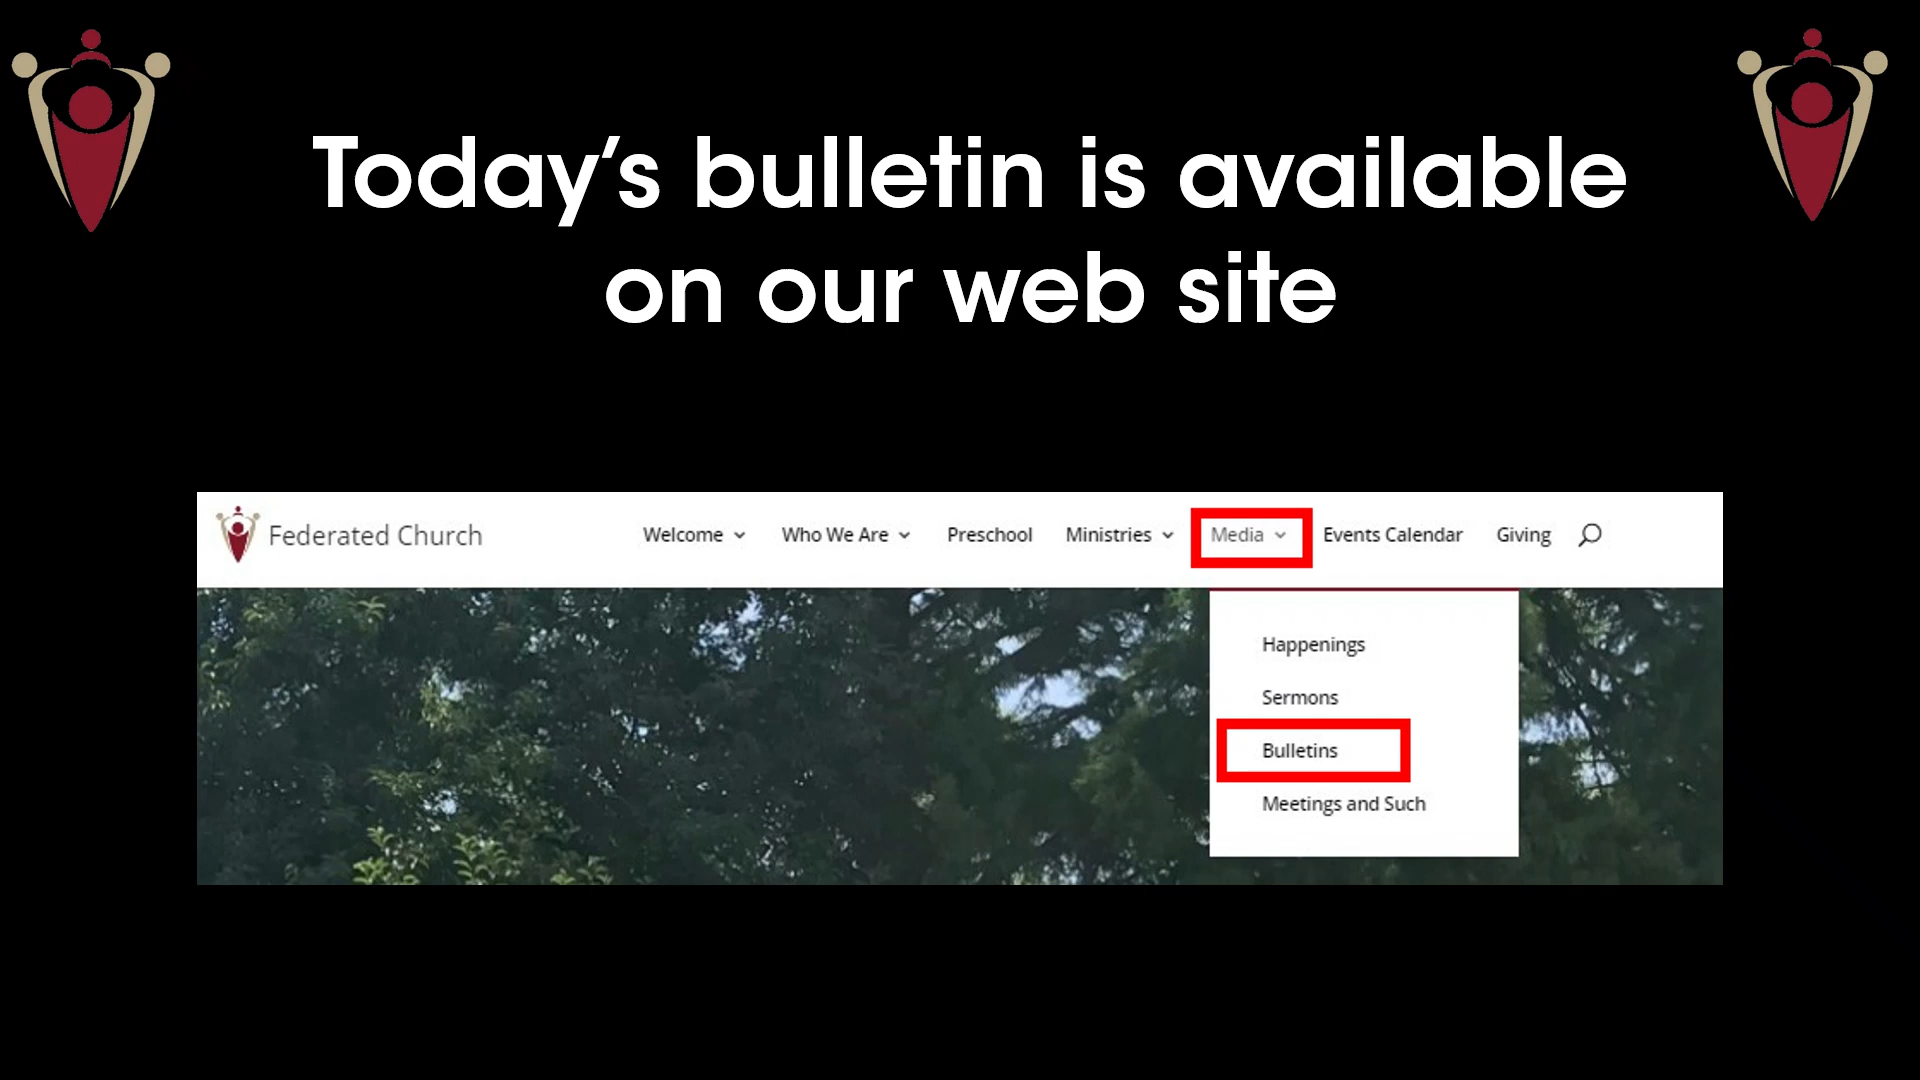 Today’s bulletin is available
on our web site
Federated Church Welcome Who We Are Preschool Ministries Media Events Calendar Giving
Happenings
Sermons
Bulletins
Meetings and Such